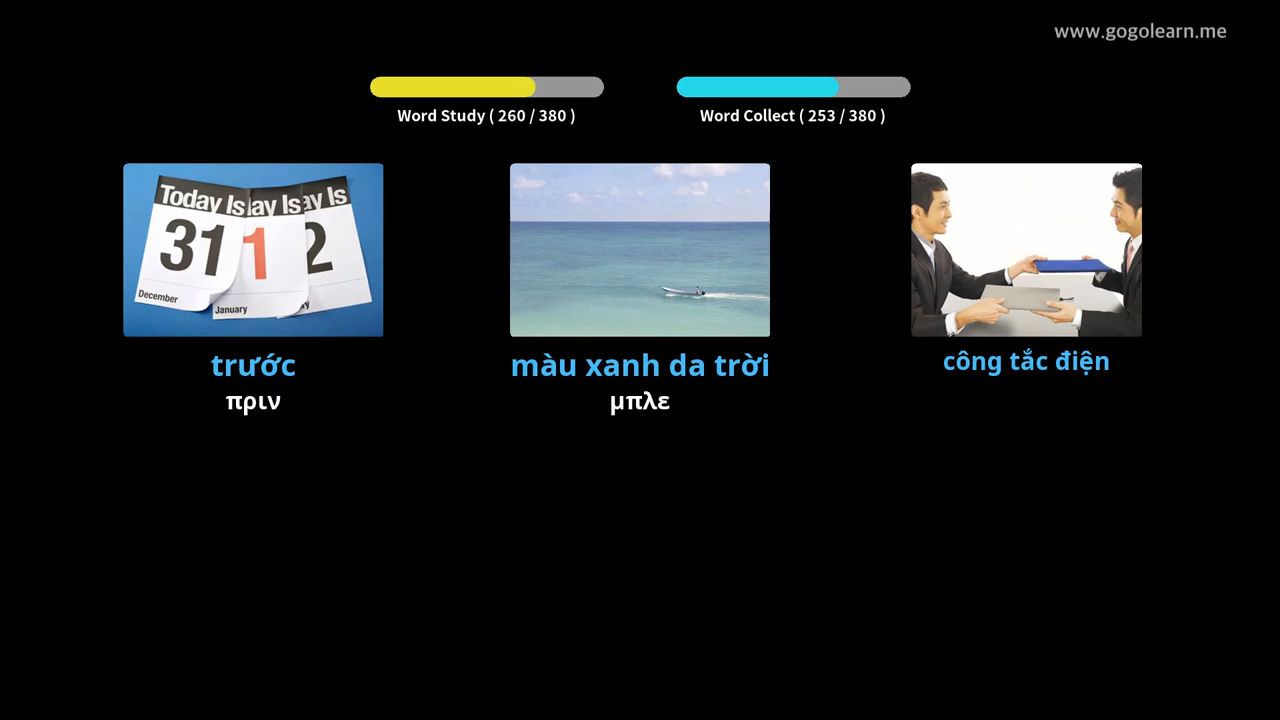 www.gogolearn.me
Word Study ( 260 / 380 )
Word Collect ( 253 / 380 )
Today Is
ay Is
ay Is
31
1
2
December
January
trước
πριν
màu xanh da trời
μπλε
công tắc điện